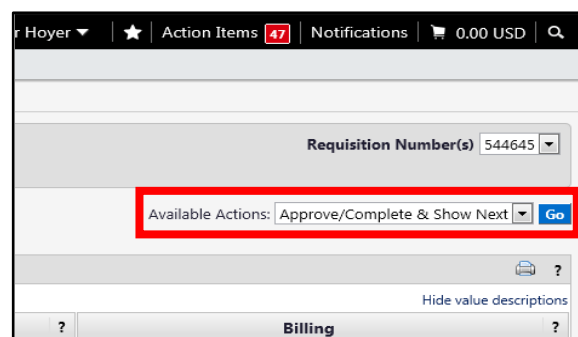 r Hoyer ▼ | ★ | Action Items 47 | Notifications | 0.00 USD |
Requisition Number(s) 544645
Available Actions: Approve/Complete & Show Next Go
?
Hide value descriptions
? Billing ?